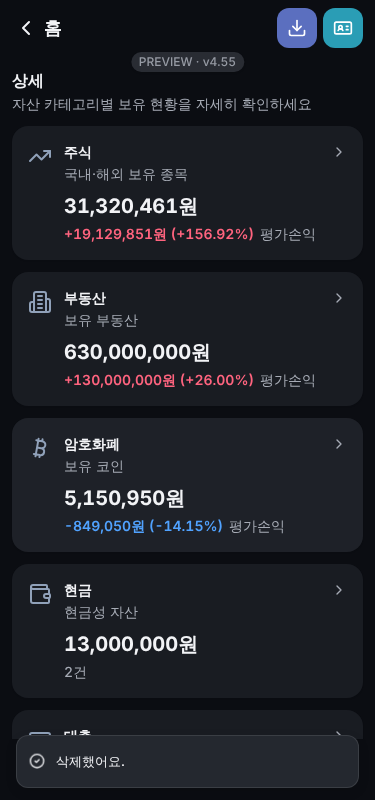 홈
PREVIEW · v4.55
상세
자산 카테고리별 보유 현황을 자세히 확인하세요
주식
국내·해외 보유 종목
31,320,461원
+19,129,851원 (+156.92%) 평가손익
부동산
보유 부동산
630,000,000원
+130,000,000원 (+26.00%) 평가손익
암호화폐
보유 코인
5,150,950원
-849,050원 (-14.15%) 평가손익
현금
현금성 자산
13,000,000원
2건
삭제했어요.